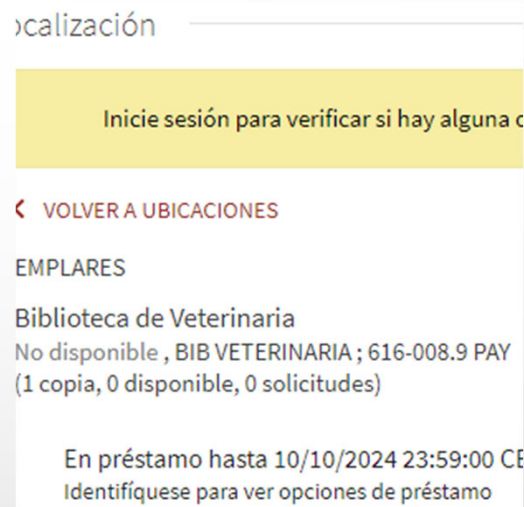 ocalización
Inicie sesión para verificar si hay alguna
VOLVER A UBICACIONES
EMPLARES
Biblioteca de Veterinaria
No disponible , BIB VETERINARIA ; 616-008.9 PAY
(1 copia, 0 disponible, 0 solicitudes)
En préstamo hasta 10/10/2024 23:59:00 CE
Identifíquese para ver opciones de préstamo